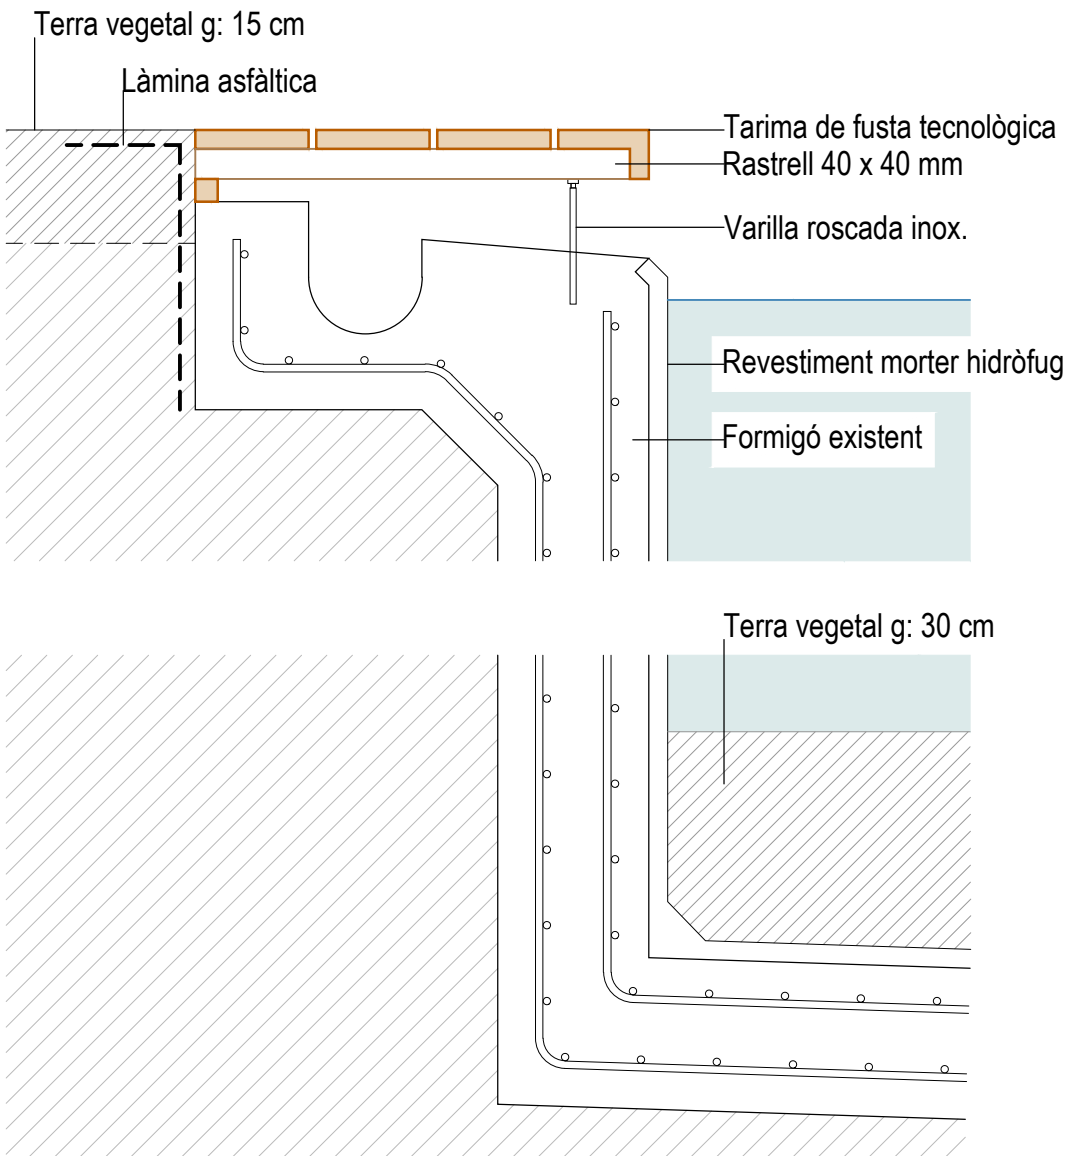 Terra vegetal g: 15 cm
Làmina asfàltica
Tarima de fusta tecnològica
Rastrell 40 x 40 mm
Varilla roscada inox.
Revestiment morter hidròfug
Formigó existent
Terra vegetal g: 30 cm